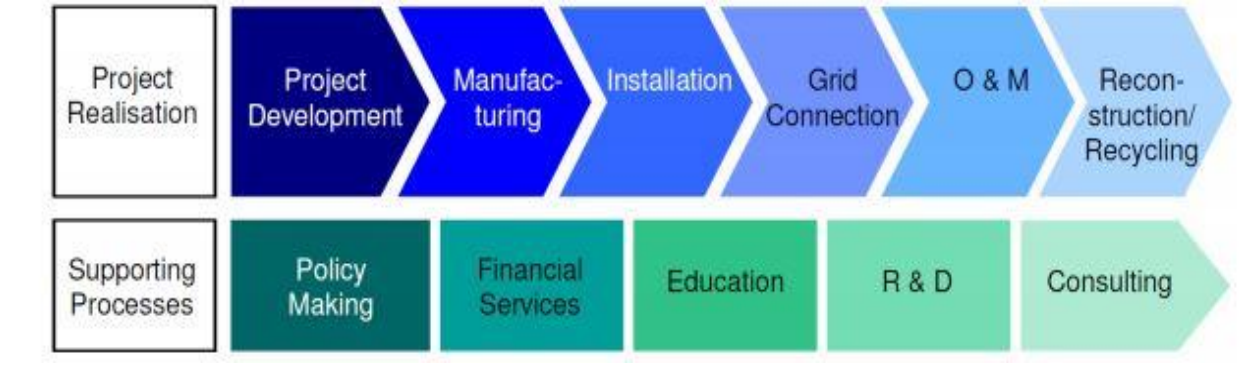 Project
Realisation
Project
Development
Manufac-
turing
Installation
Grid
Connection
O & M
Recon-
struction/
Recycling
Supporting
Processes
Policy
Making
Financial
Services
Education
R & D
Consulting